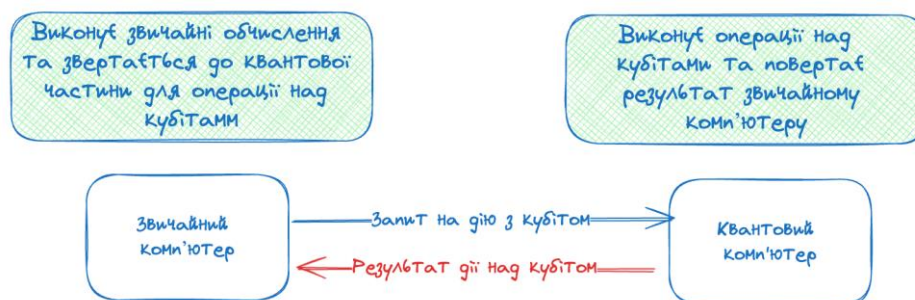 Виконує звичайні обчислення
та звертається до квантової
частини для операції над
кубітамм
Виконує операції над
кубітами та повертає
результат звичайному
комп'ютеру
Звичайний
комп'ютер
Запит на дію з кубітом
Результат дії над кубітом
Квантовий
комп'ютер